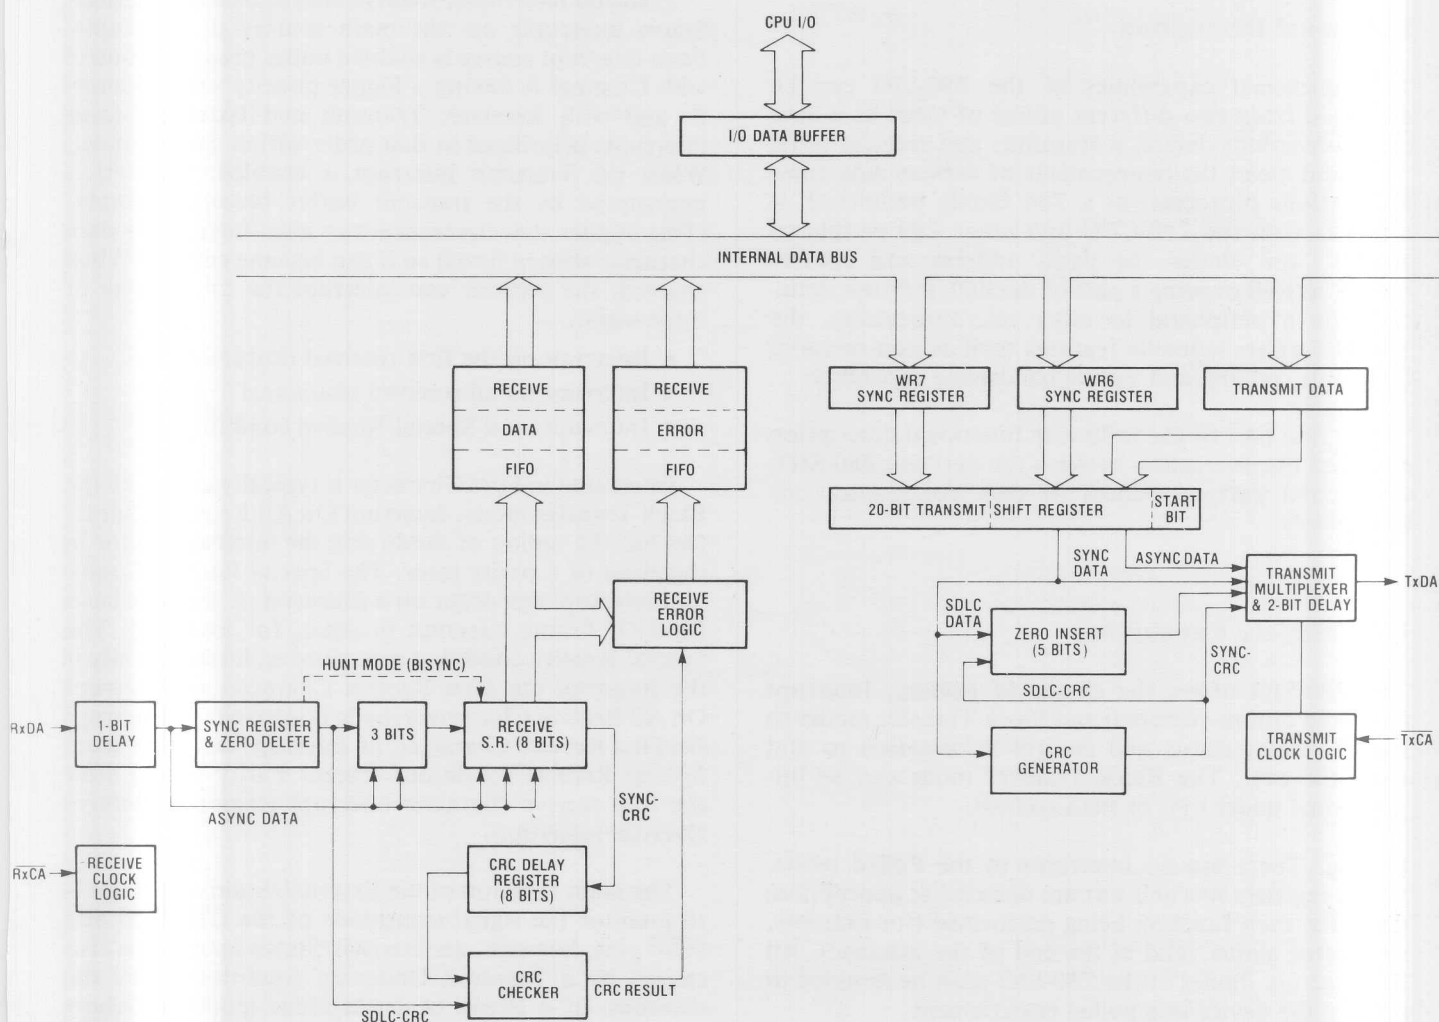 CPU I/O
I/O DATA BUFFER
INTERNAL DATA BUS
RECEIVE
DATA
FIFO
RECEIVE
ERROR
FIFO
WR7
SYNC REGISTER
WR6
SYNC REGISTER
TRANSMIT DATA
20-BIT TRANSMIT SHIFT REGISTER
START
BIT
SYNC
DATA
ASYNC DATA
TRANSMIT
MULTIPLEXER
& 2-BIT DELAY
TxDA
SDLC
DATA
ZERO INSERT
(5 BITS)
SYNC-
CRC
SDLC-CRC
CRC
GENERATOR
TRANSMIT
CLOCK LOGIC
TxCA
RECEIVE
ERROR
LOGIC
HUNT MODE (BISYNC)
RxDA
1-BIT
DELAY
SYNC REGISTER
& ZERO DELETE
3 BITS
RECEIVE
S.R. (8 BITS)
ASYNC DATA
SYNC-
CRC
RxCA
RECEIVE
CLOCK
LOGIC
CRC DELAY
REGISTER
(8 BITS)
CRC
CHECKER
CRC RESULT
SDLC-CRC